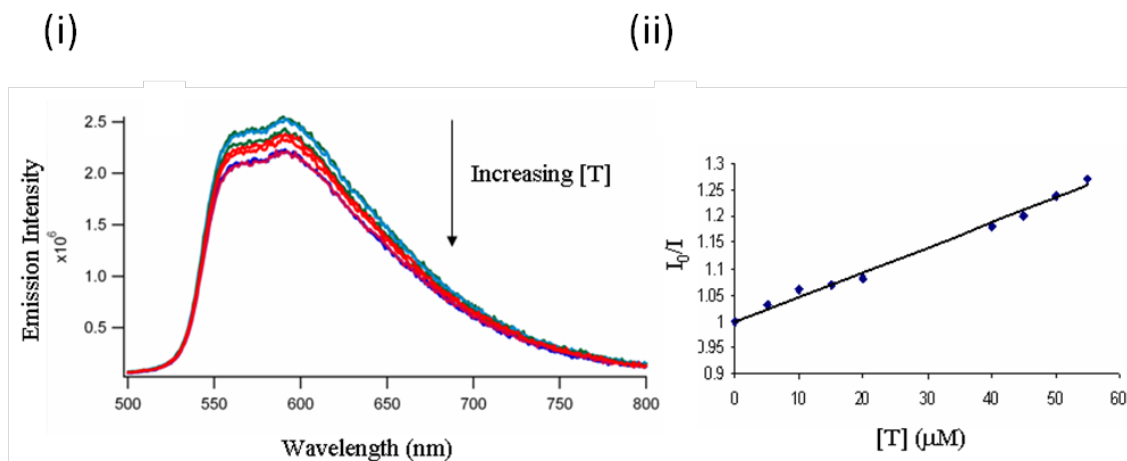 (i)
(ii)
2.5
2.0
1.5
1.0
0.5
Emission Intensity
x10⁶
Increasing [T]
500 550 600 650 700 750 800
Wavelength (nm)
1.3
1.25
1.2
1.15
1.1
1.05
1
0.95
0.9
I₀/I
0 10 20 30 40 50 60
[T] (μM)